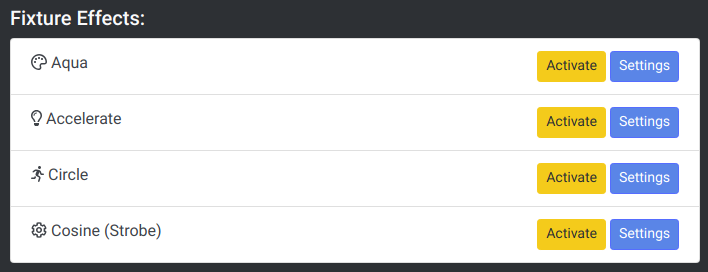 Fixture Effects:
Aqua Activate Settings
Accelerate Activate Settings
Circle Activate Settings
Cosine (Strobe) Activate Settings